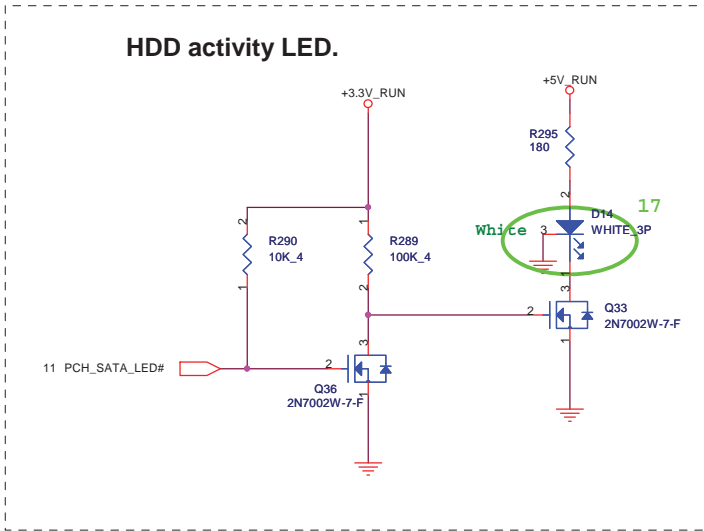 HDD activity LED.
+3.3V_RUN
+5V_RUN
R295
180
2
17
D14
White 3
WHITE_3P
1
2
R290
10K_4
1
1
R289
100K_4
2
3
2
Q33
2N7002W-7-F
1
11 PCH_SATA_LED#
3
2
Q36
2N7002W-7-F
1